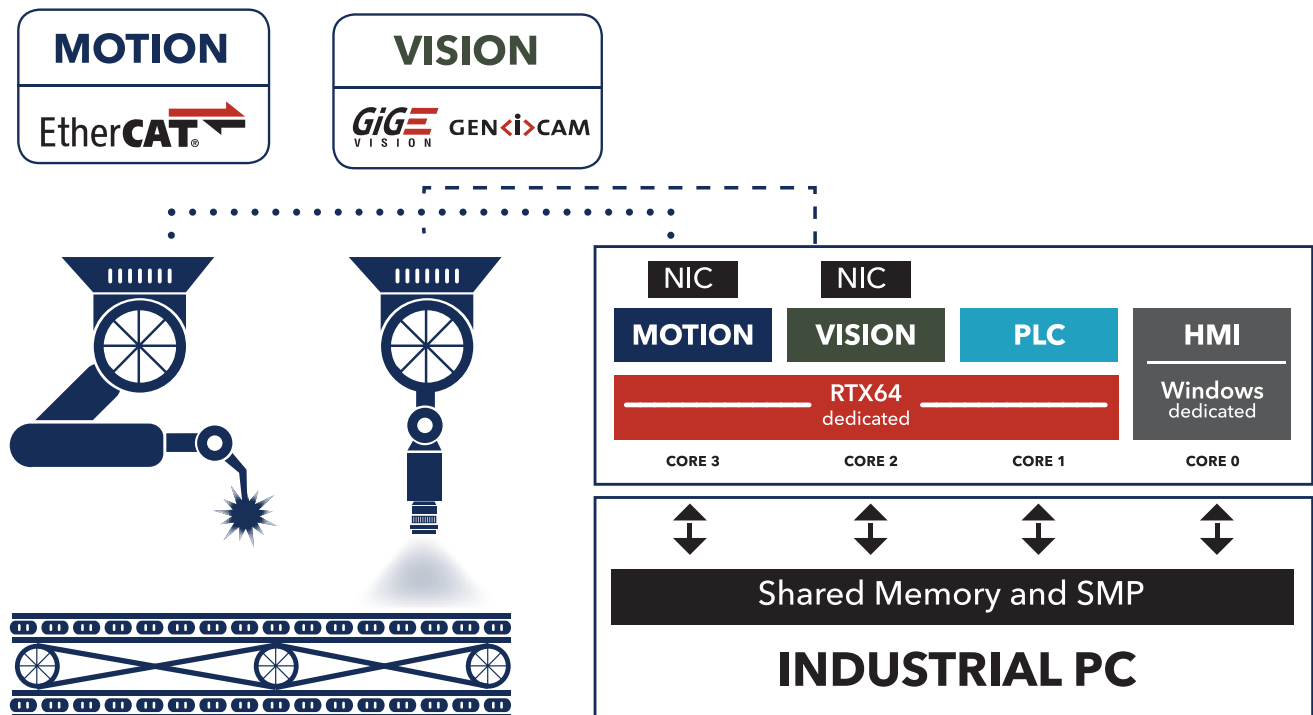 MOTION
EtherCAT®
VISION
GiGE
VISION
GEN<i>CAM
NIC
NIC
MOTION
VISION
PLC
HMI
RTX64
dedicated
Windows
dedicated
CORE 3
CORE 2
CORE 1
CORE 0
Shared Memory and SMP
INDUSTRIAL PC